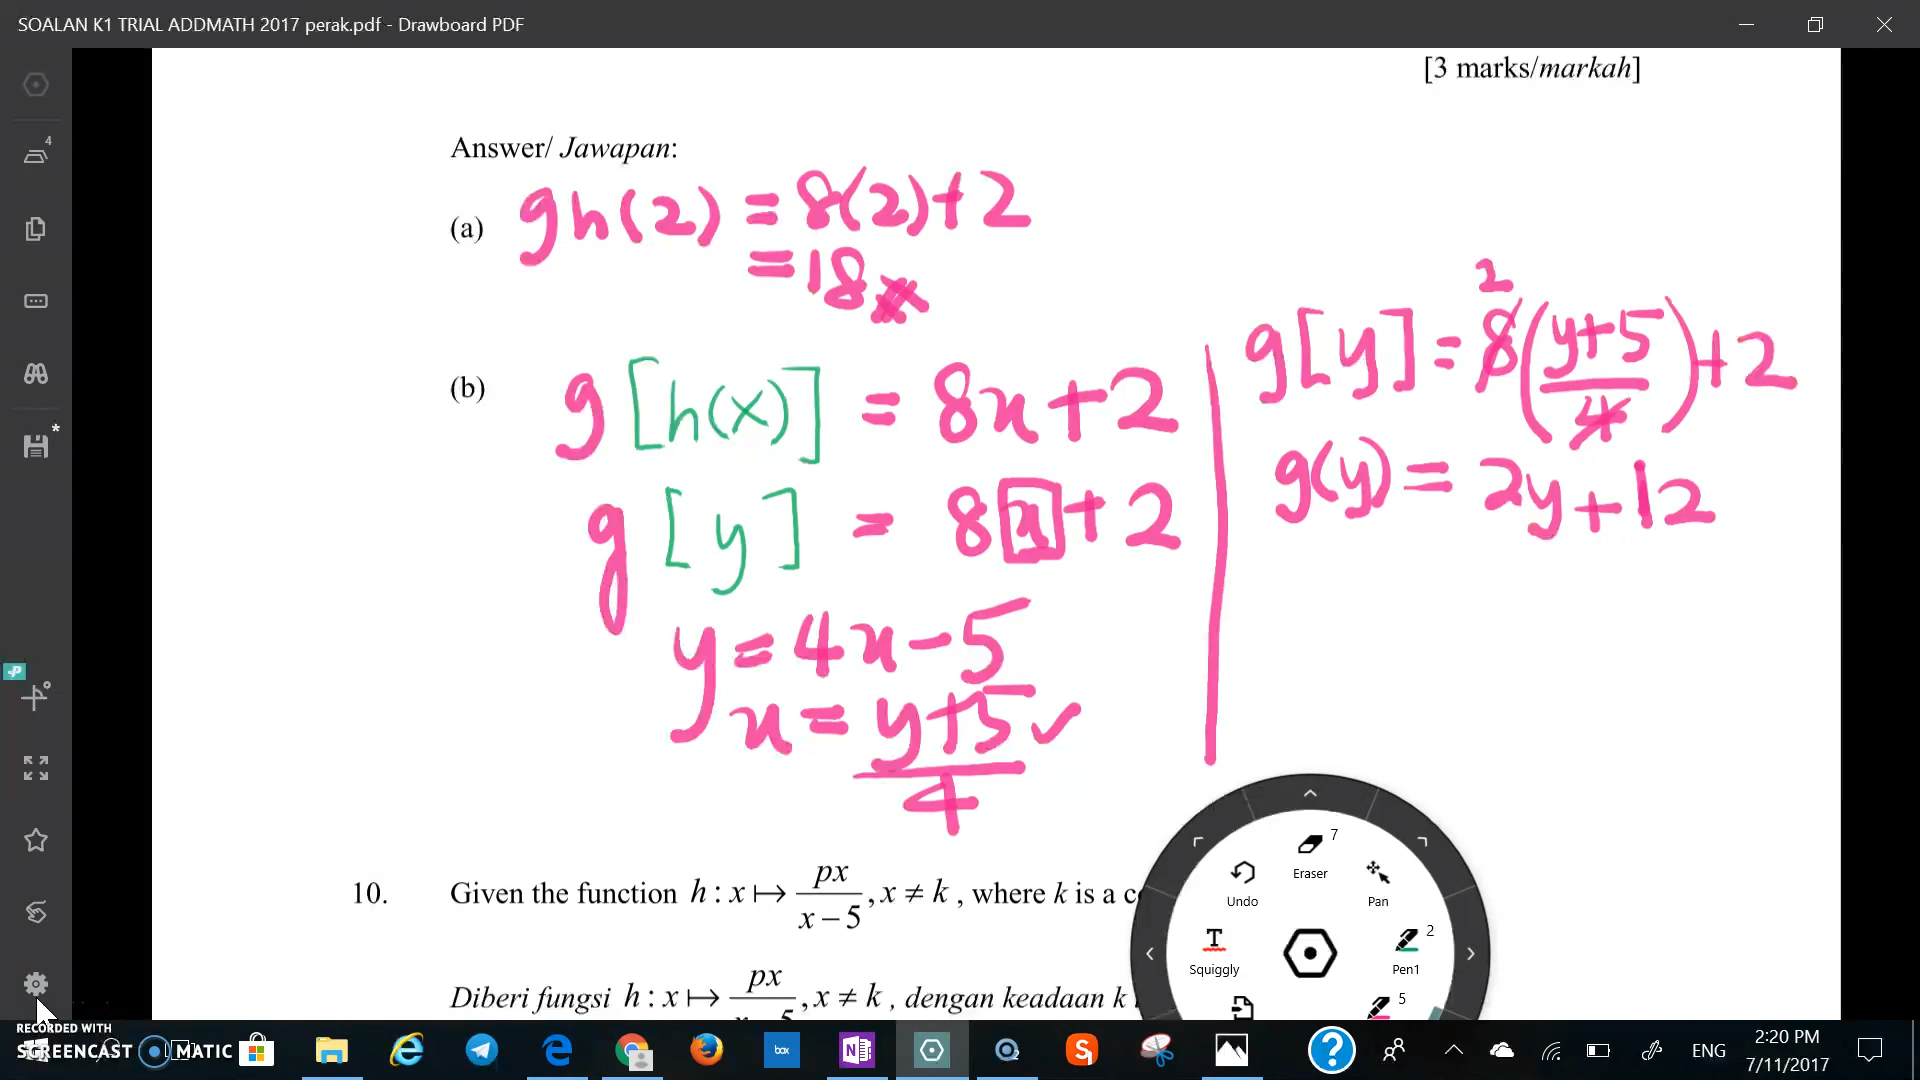 SOALAN K1 TRIAL ADDMATH 2017 perak.pdf - Drawboard PDF
[3 marks/markah]
4
Answer/ Jawapan:
(a) gh(2) = 8(2)+2
= 18
(b) g[h(x)] = 8x+2
g[y] = 8x+2
y = 4x-5
x = y+5 ✓
4
2
g[y] = 8(y+5/4)+2
g(y) = 2y+12
*
10. Given the function h : x ↦ px/x – 5, x ≠ k , where k is a c
Diberi fungsi h : x ↦ px/x – 5, x ≠ k , dengan keadaan k
Eraser 7
Undo
Pan
Squiggly
Pen1 2
5
RECORDED WITH
SCREENCAST MATIC
box
N
O2
S
?
ENG
2:20 PM
7/11/2017